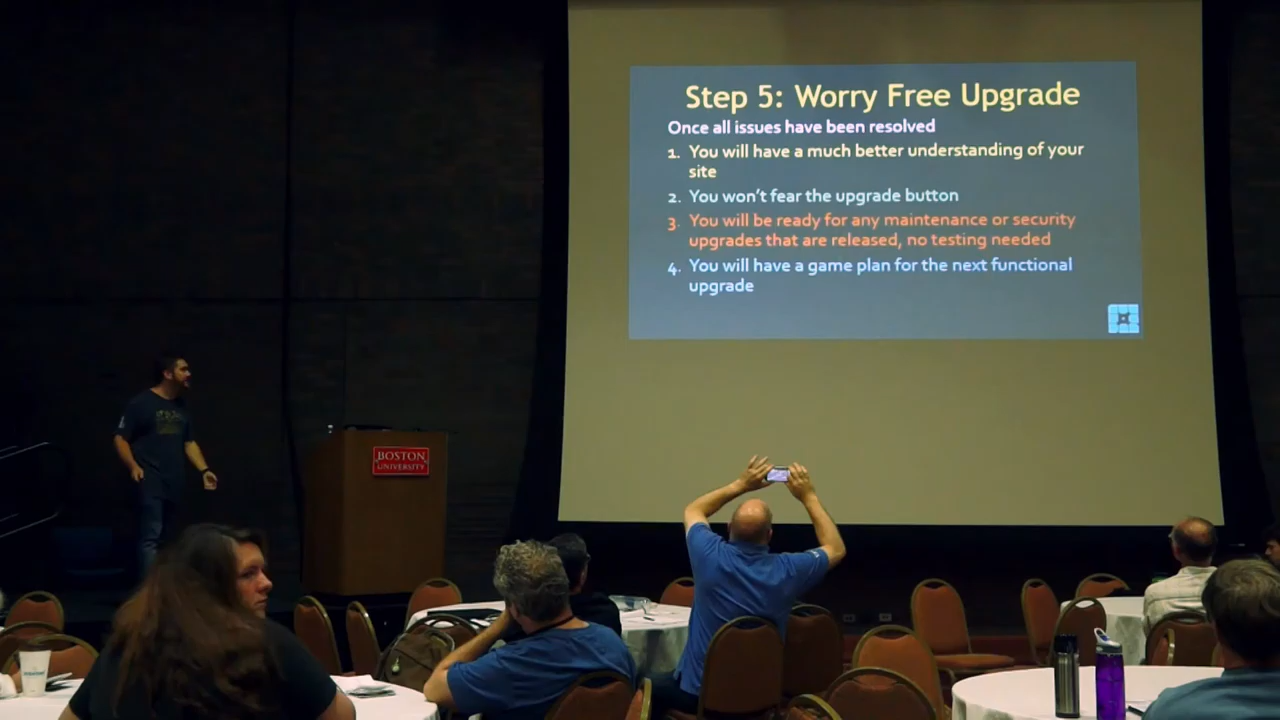 Step 5: Worry Free Upgrade
Once all issues have been resolved
1. You will have a much better understanding of your
site
2. You won't fear the upgrade button
3. You will be ready for any maintenance or security
upgrades that are released, no testing needed
4. You will have a game plan for the next functional
upgrade
BOSTON
UNIVERSITY